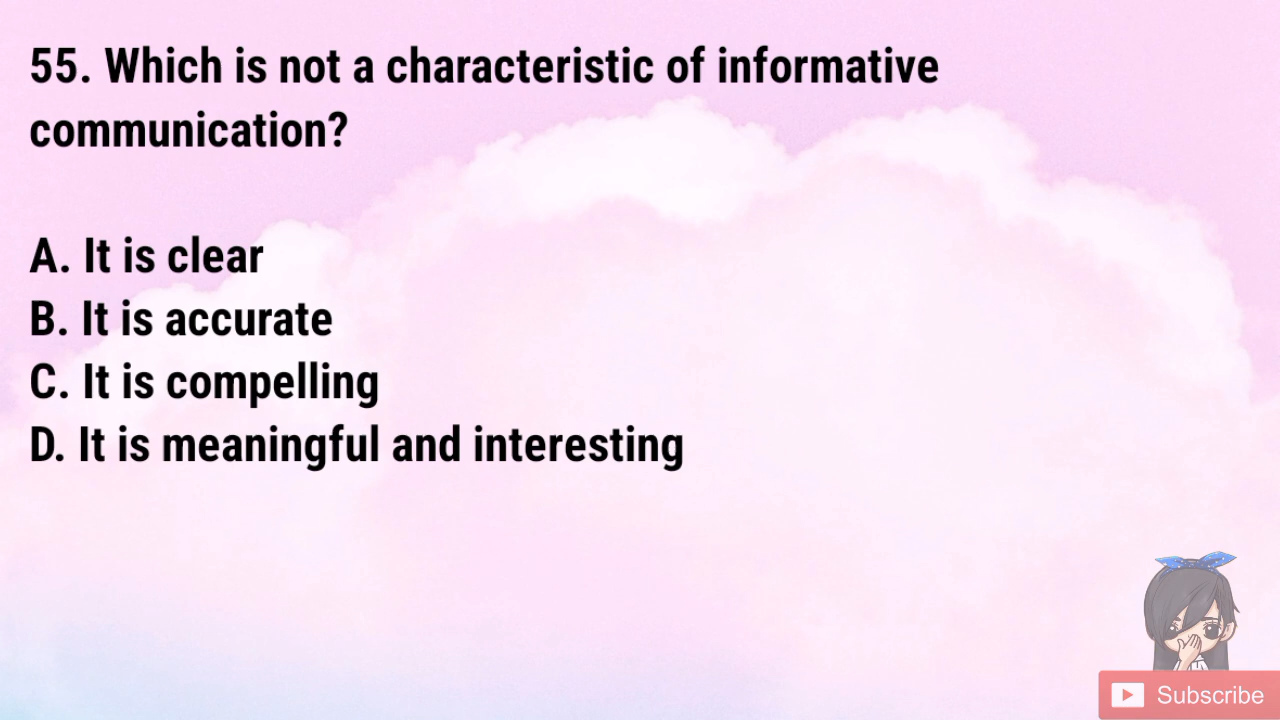 55. Which is not a characteristic of informative
communication?
A. It is clear
B. It is accurate
C. It is compelling
D. It is meaningful and interesting
Subscribe